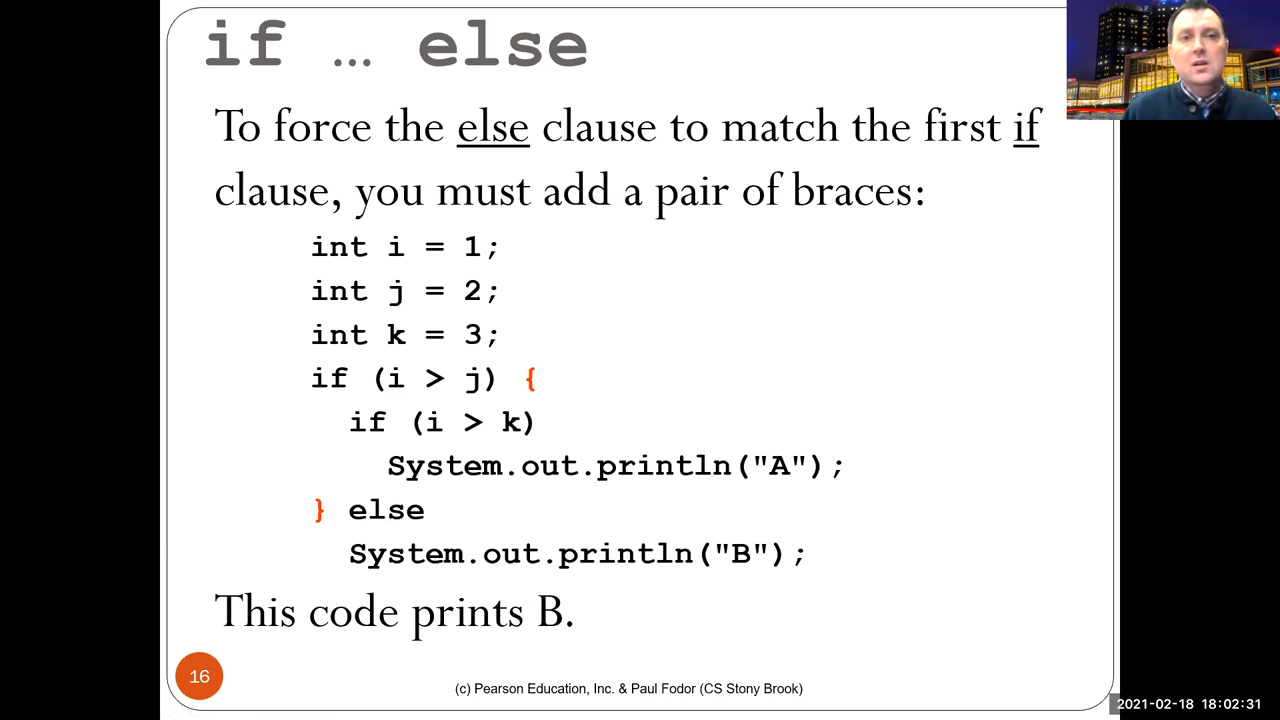 if … else
To force the else clause to match the first if
clause, you must add a pair of braces:
int i = 1;
int j = 2;
int k = 3;
if (i > j) {
if (i > k)
System.out.println("A");
} else
System.out.println("B");
This code prints B.
16
(c) Pearson Education, Inc. & Paul Fodor (CS Stony Brook)
2021-02-18 18:02:31